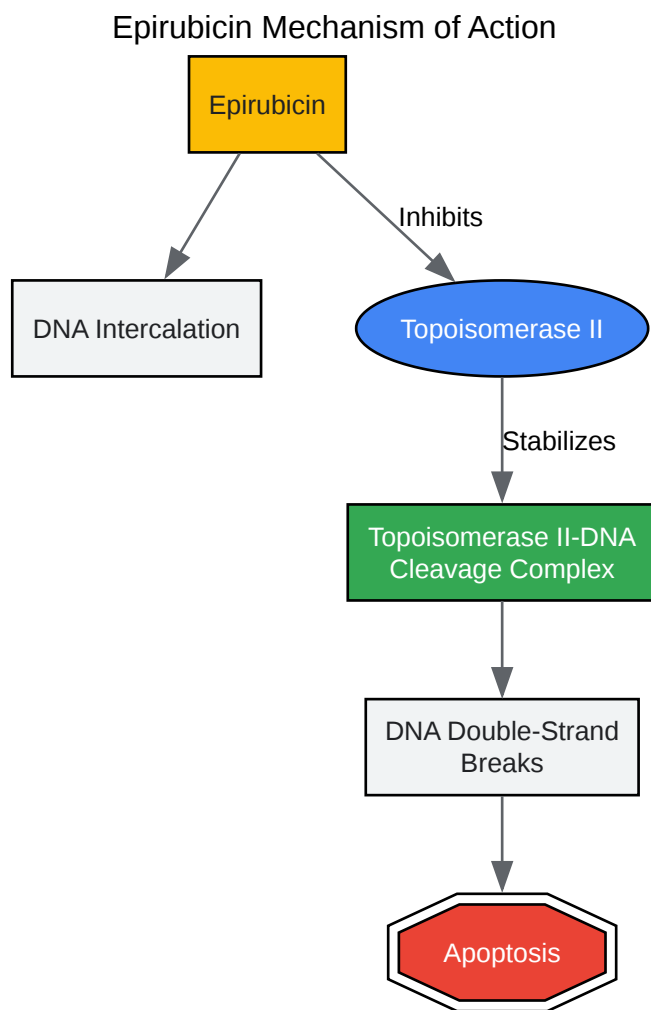 Epirubicin Mechanism of Action
Epirubicin
Inhibits
DNA Intercalation
Topoisomerase II
Stabilizes
Topoisomerase II-DNA
Cleavage Complex
DNA Double-Strand
Breaks
Apoptosis